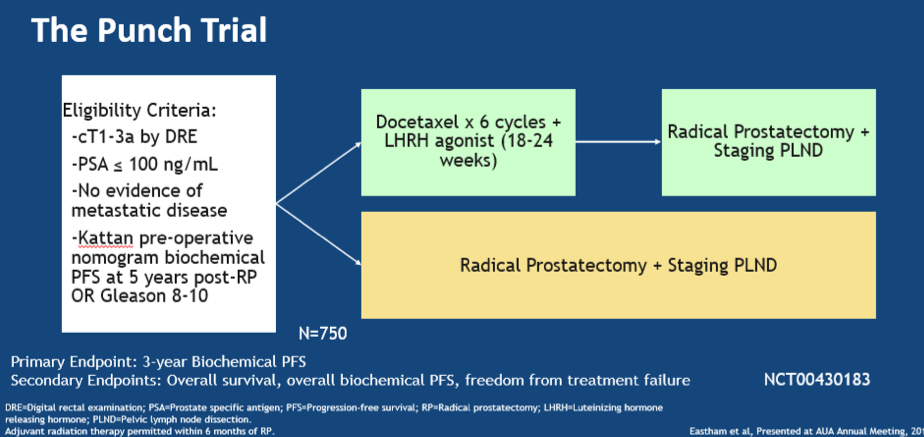 The Punch Trial
Eligibility Criteria:
-cT1-3a by DRE
-PSA ≤ 100 ng/mL
-No evidence of
metastatic disease
-Kattan pre-operative
nomogram biochemical
PFS at 5 years post-RP
OR Gleason 8-10
Docetaxel x 6 cycles +
LHRH agonist (18-24
weeks)
Radical Prostatectomy +
Staging PLND
Radical Prostatectomy + Staging PLND
N=750
Primary Endpoint: 3-year Biochemical PFS
Secondary Endpoints: Overall survival, overall biochemical PFS, freedom from treatment failure
NCT00430183
DRE=Digital rectal examination; PSA=Prostate specific antigen; PFS=Progression-free survival; RP=Radical prostatectomy; LHRH=Luteinizing hormone
releasing hormone; PLND=Pelvic lymph node dissection.
Adjuvant radiation therapy permitted within 6 months of RP.
Eastham et al, Presented at AUA Annual Meeting,